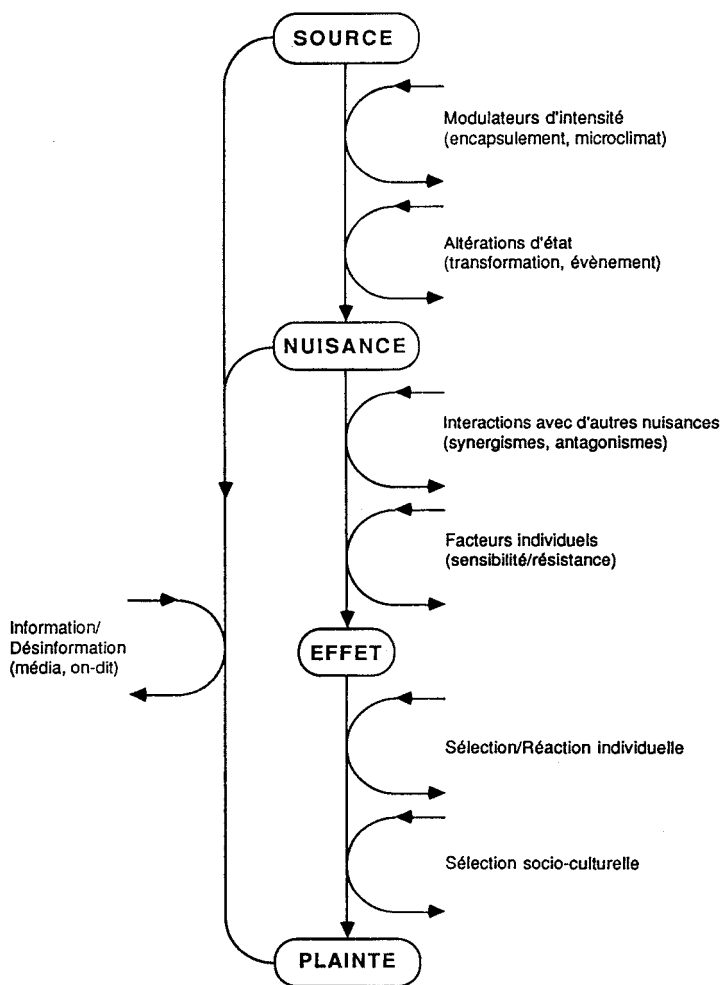 SOURCE
Modulateurs d'intensité
(encapsulement, microclimat)
Altérations d'état
(transformation, évènement)
NUISANCE
Interactions avec d'autres nuisances
(synergismes, antagonismes)
Facteurs individuels
(sensibilité/résistance)
Information/
Désinformation
(média, on-dit)
EFFET
Sélection/Réaction individuelle
Sélection socio-culturelle
PLAINTE